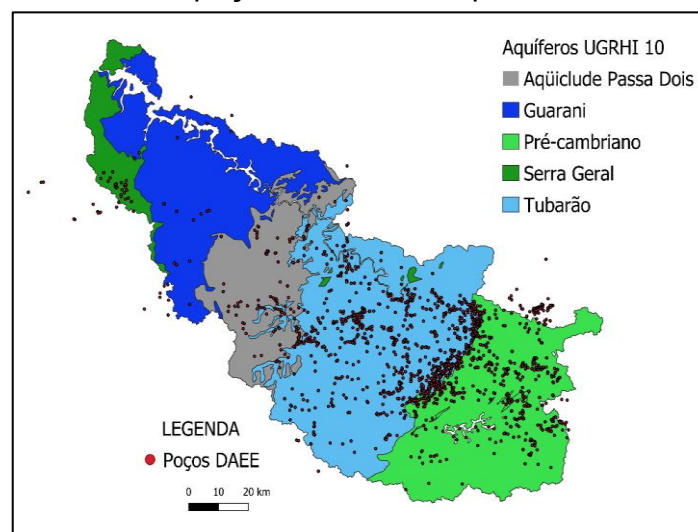 Aquíferos UGRHI 10
Aqüiclude Passa Dois
Guarani
Pré-cambriano
Serra Geral
Tubarão
LEGENDA
Poços DAEE
10 0 10 20 km